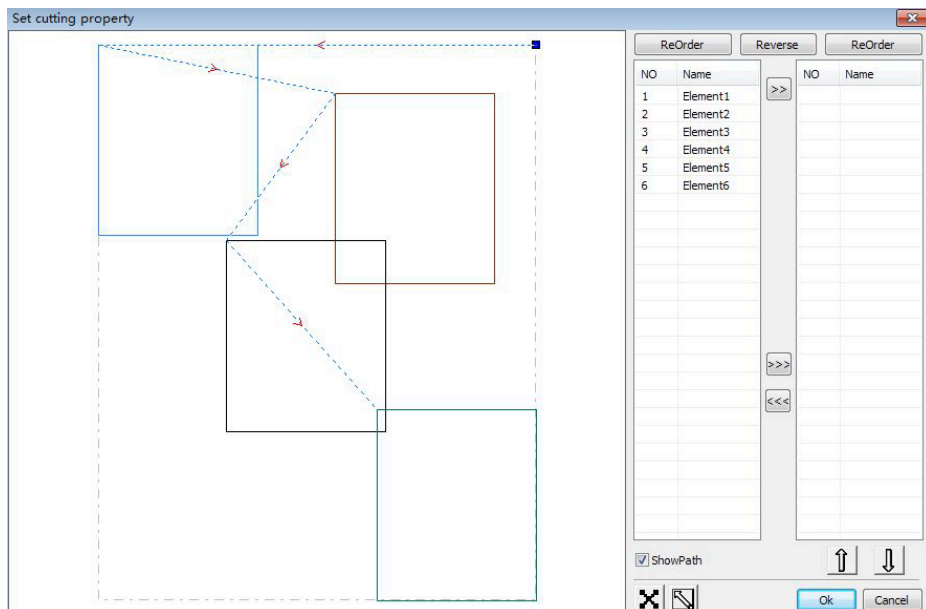 Set cutting property
ReOrder Reverse ReOrder
NO Name >> NO Name
1 Element1
2 Element2
3 Element3
4 Element4
5 Element5
6 Element6
>>>
<<<
ShowPath
Ok Cancel